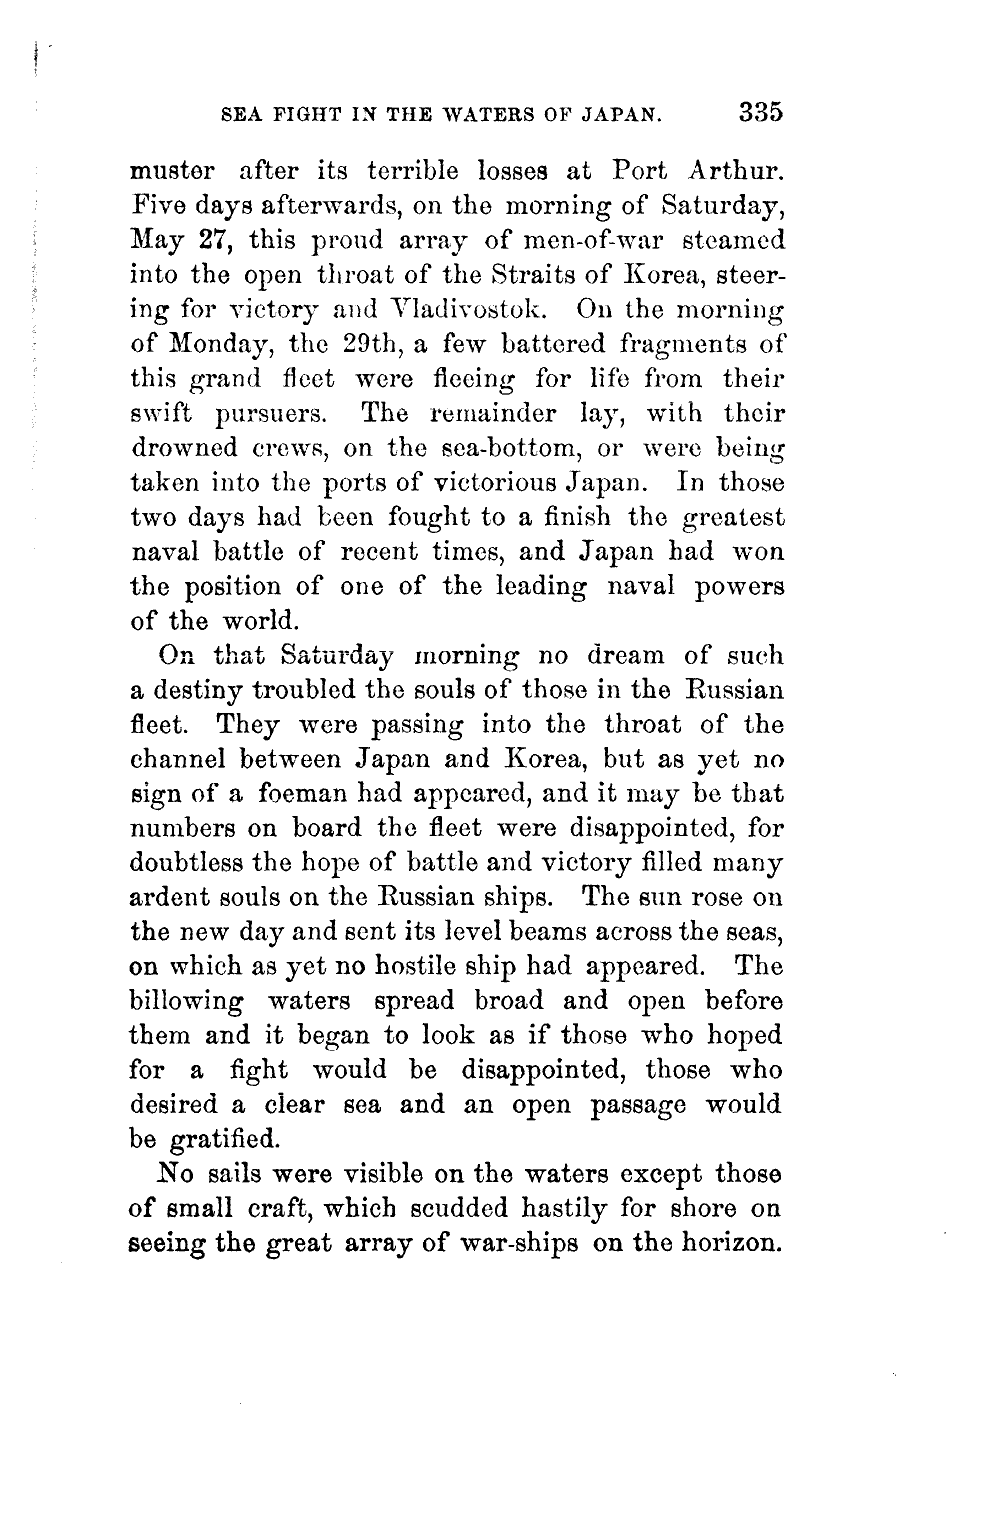 SEA FIGHT IN THE WATERS OF JAPAN. 335
muster after its terrible losses at Port Arthur.
Five days afterwards, on the morning of Saturday,
May 27, this proud array of men-of-war steamed
into the open throat of the Straits of Korea, steer-
ing for victory and Vladivostok. On the morning
of Monday, the 29th, a few battered fragments of
this grand fleet were fleeing for life from their
swift pursuers. The remainder lay, with their
drowned crews, on the sea-bottom, or were being
taken into the ports of victorious Japan. In those
two days had been fought to a finish the greatest
naval battle of recent times, and Japan had won
the position of one of the leading naval powers
of the world.
On that Saturday morning no dream of such
a destiny troubled the souls of those in the Russian
fleet. They were passing into the throat of the
channel between Japan and Korea, but as yet no
sign of a foeman had appeared, and it may be that
numbers on board the fleet were disappointed, for
doubtless the hope of battle and victory filled many
ardent souls on the Russian ships. The sun rose on
the new day and sent its level beams across the seas,
on which as yet no hostile ship had appeared. The
billowing waters spread broad and open before
them and it began to look as if those who hoped
for a fight would be disappointed, those who
desired a clear sea and an open passage would
be gratified.
No sails were visible on the waters except those
of small craft, which scudded hastily for shore on
seeing the great array of war-ships on the horizon.